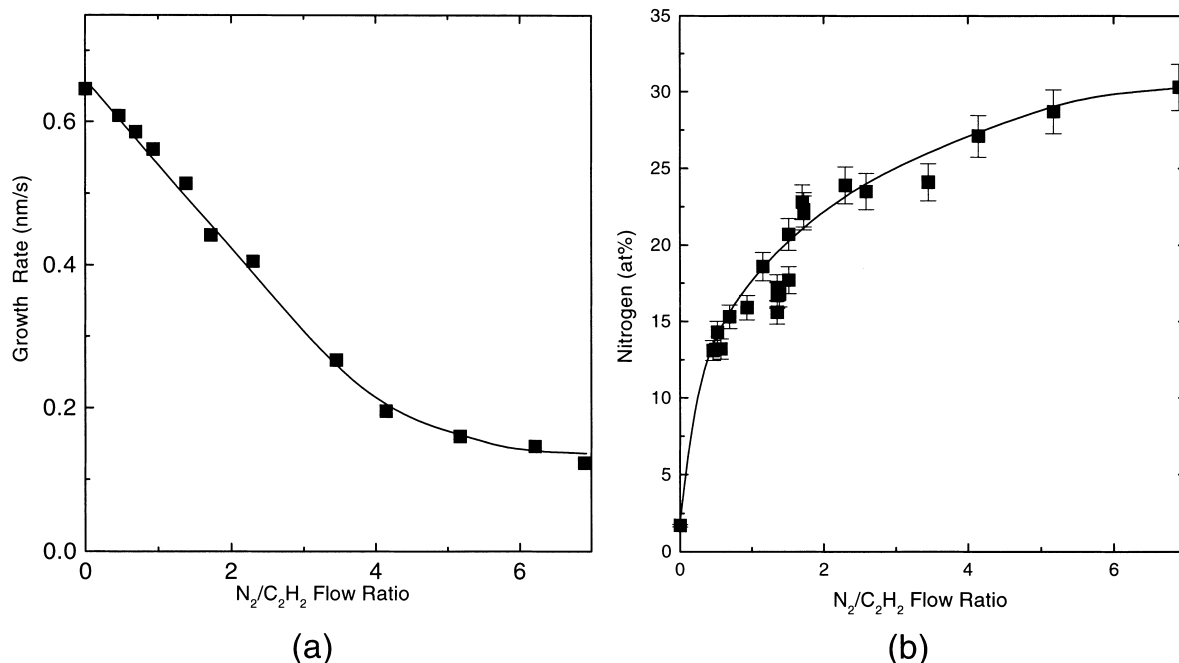 Growth Rate (nm/s)
0.6
0.4
0.2
0.0
0 2 4 6
N₂/C₂H₂ Flow Ratio
(a)
Nitrogen (at%)
35
30
25
20
15
10
5
0
0 2 4 6
N₂/C₂H₂ Flow Ratio
(b)